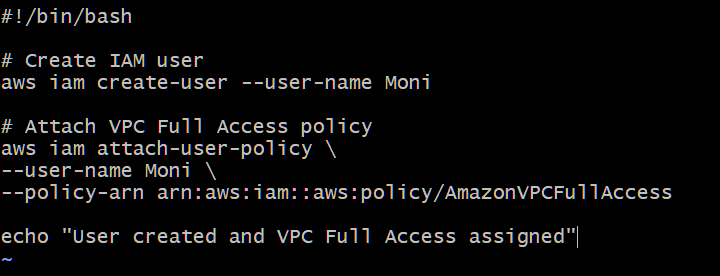 #!/bin/bash
# Create IAM user
aws iam create-user --user-name Moni
# Attach VPC Full Access policy
aws iam attach-user-policy \
--user-name Moni \
--policy-arn arn:aws:iam::aws:policy/AmazonVPCFullAccess
echo "User created and VPC Full Access assigned"
~